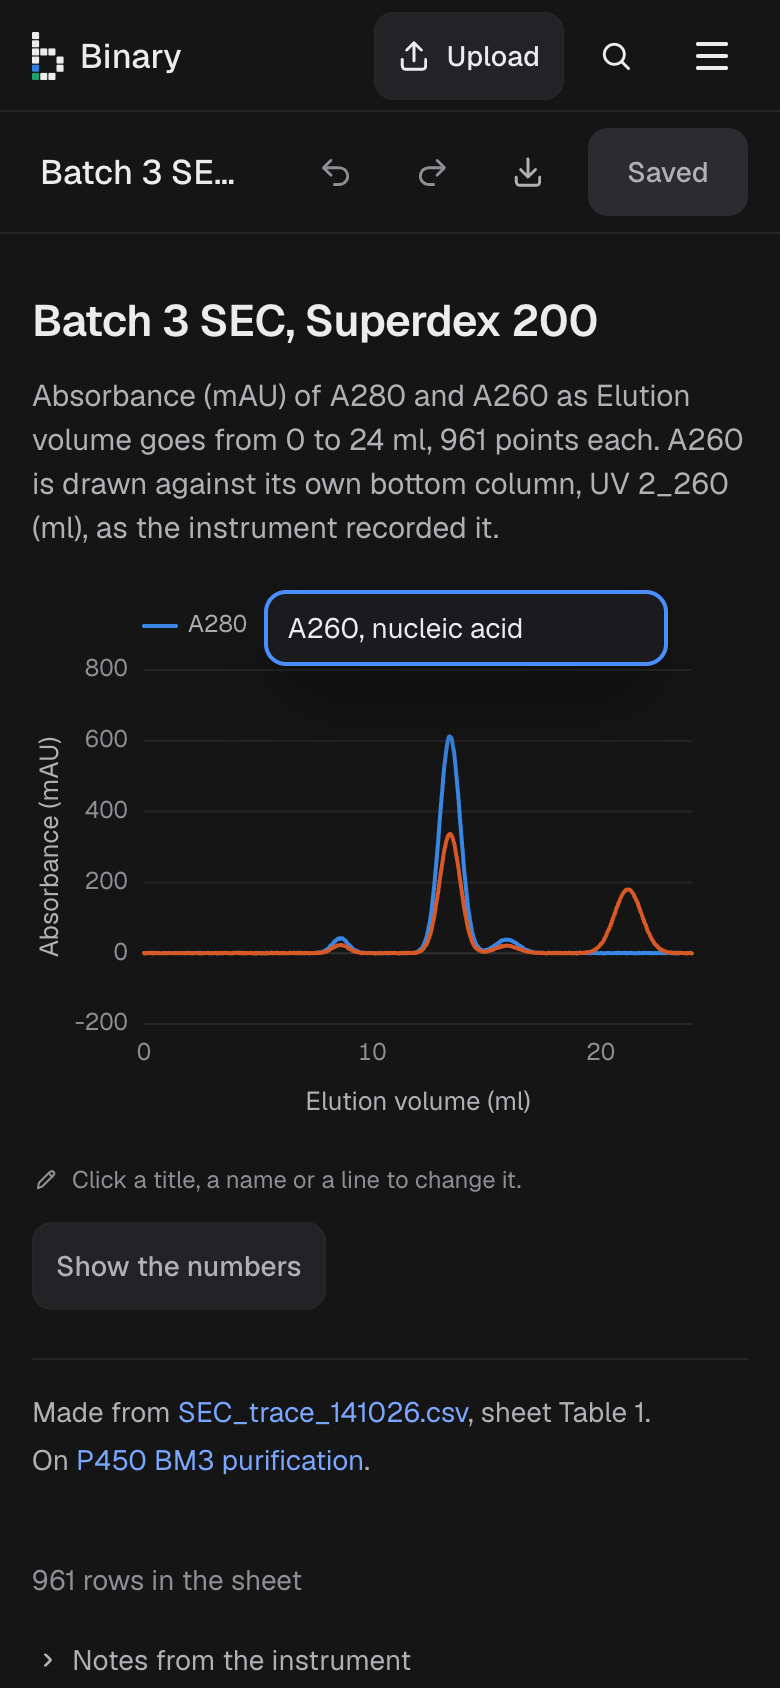 Binary
Upload
Batch 3 SE...
Saved
Batch 3 SEC, Superdex 200
Absorbance (mAU) of A280 and A260 as Elution
volume goes from 0 to 24 ml, 961 points each. A260
is drawn against its own bottom column, UV 2_260
(ml), as the instrument recorded it.
A280
A260, nucleic acid
800
600
400
200
0
-200
Absorbance (mAU)
0 10 20
Elution volume (ml)
Click a title, a name or a line to change it.
Show the numbers
Made from SEC_trace_141026.csv, sheet Table 1.
On P450 BM3 purification.
961 rows in the sheet
Notes from the instrument